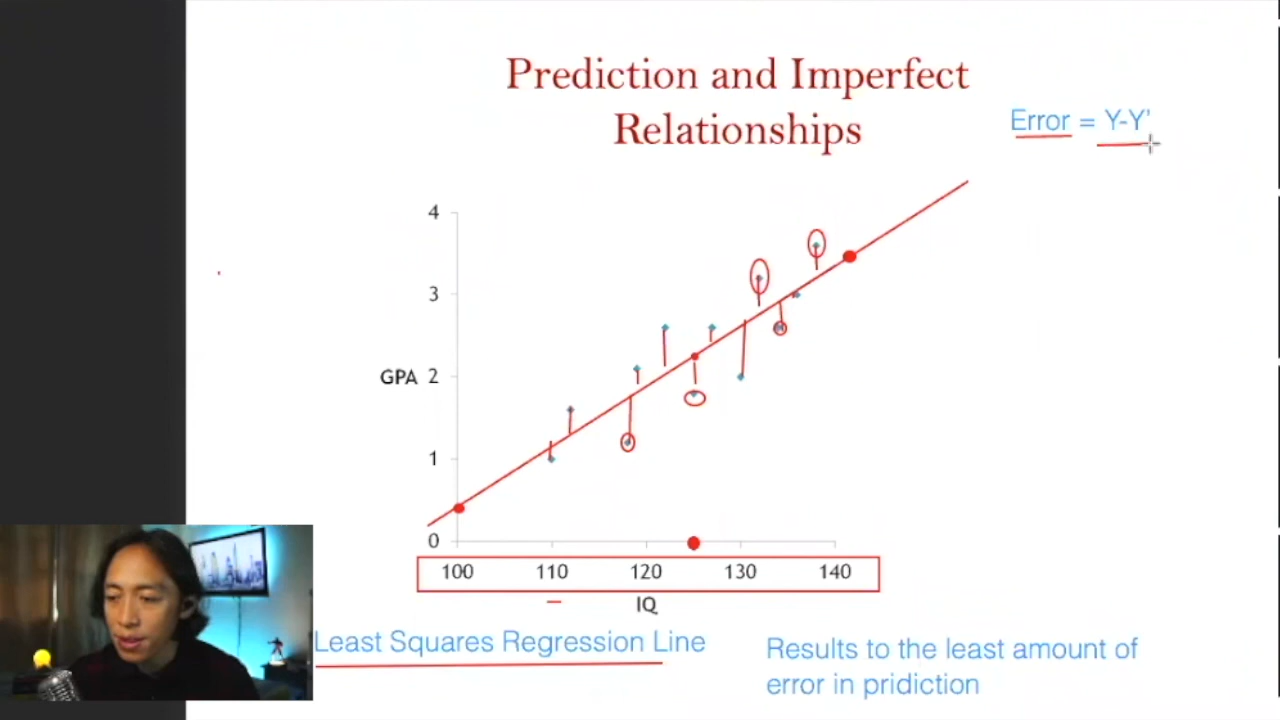 Prediction and Imperfect
Relationships
Error = Y-Y'
4
3
GPA 2
1
0
100 110 120 130 140
IQ
Least Squares Regression Line
Results to the least amount of
error in pridiction